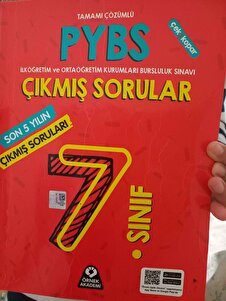 TAMAMI ÇÖZÜMLÜ
PYBS
çek kopar
İLKÖĞRETİM ve ORTAÖĞRETİM KURUMLARI BURSLULUK SINAVI
ÇIKMIŞ SORULAR
SON 5 YILIN
ÇIKMIŞ SORULARI
7.
SINIF
ÖRNEK
AKADEMİ